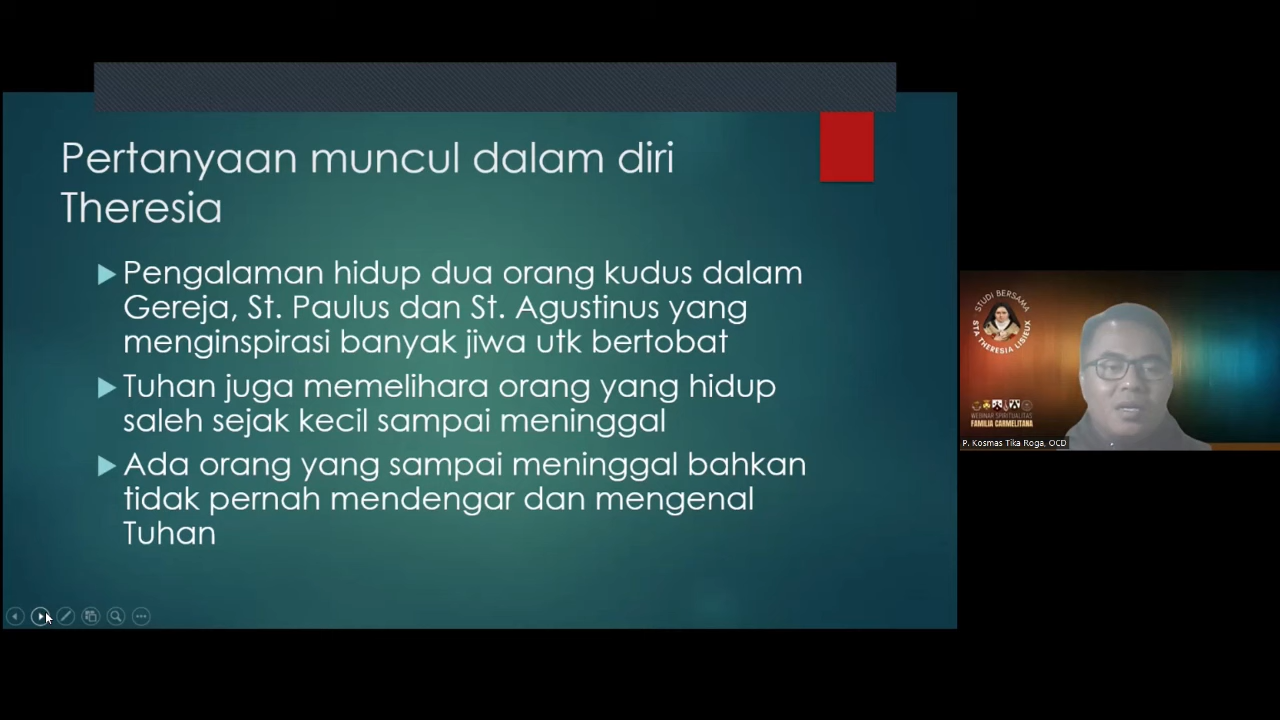 Pertanyaan muncul dalam diri
Theresia
Pengalaman hidup dua orang kudus dalam
Gereja, St. Paulus dan St. Agustinus yang
menginspirasi banyak jiwa utk bertobat
Tuhan juga memelihara orang yang hidup
saleh sejak kecil sampai meninggal
Ada orang yang sampai meninggal bahkan
tidak pernah mendengar dan mengenal
Tuhan
STUDI BERSAMA
STA THERESIA LISIEUX
WEBINAR SPIRITUALITAS
FAMILIA CARMELITANA
P. Kosmas Tika Roga, OCD